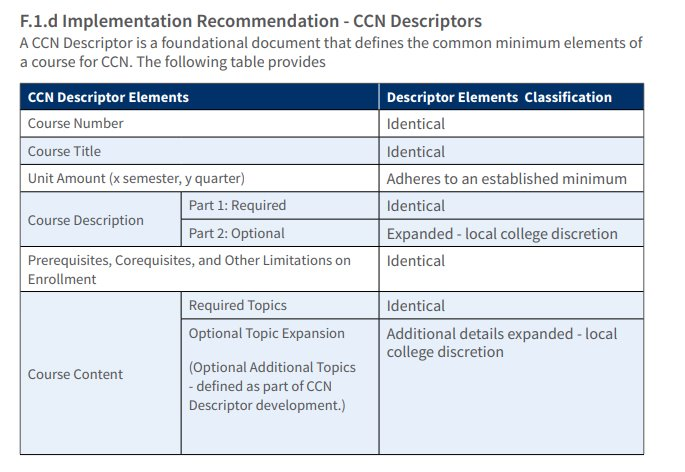 F.1.d Implementation Recommendation - CCN Descriptors
A CCN Descriptor is a foundational document that defines the common minimum elements of
a course for CCN. The following table provides
CCN Descriptor Elements
Descriptor Elements Classification
Course Number
Identical
Course Title
Identical
Unit Amount (x semester, y quarter)
Adheres to an established minimum
Course Description
Part 1: Required
Identical
Part 2: Optional
Expanded - local college discretion
Prerequisites, Corequisites, and Other Limitations on
Enrollment
Identical
Course Content
Required Topics
Identical
Optional Topic Expansion
(Optional Additional Topics
- defined as part of CCN
Descriptor development.)
Additional details expanded - local
college discretion